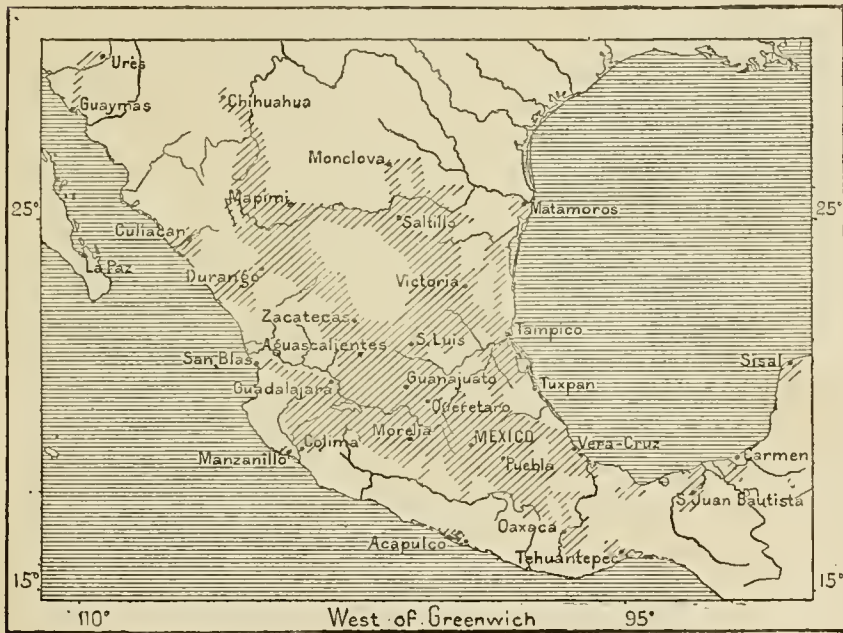 Urès
Guaymas
Chihuahua
Monclova
Mapimi
25°
Matamoros
25°
Saltillo
Culiacan
La Paz
Durango
Victoria
Zacatecas
Tampico
S. Luis
Aguascalientes
San Blas
Sisal
Guadalajara
Guanajuato
Tuxpan
Queretaro
Morelia
MEXICO
Vera-Cruz
Colima
Manzanillo
Puebla
Carmen
S. Juan Bautista
Oaxaca
Acapulco
Tehuantepec
15°
15°
110°
West of Greenwich
95°